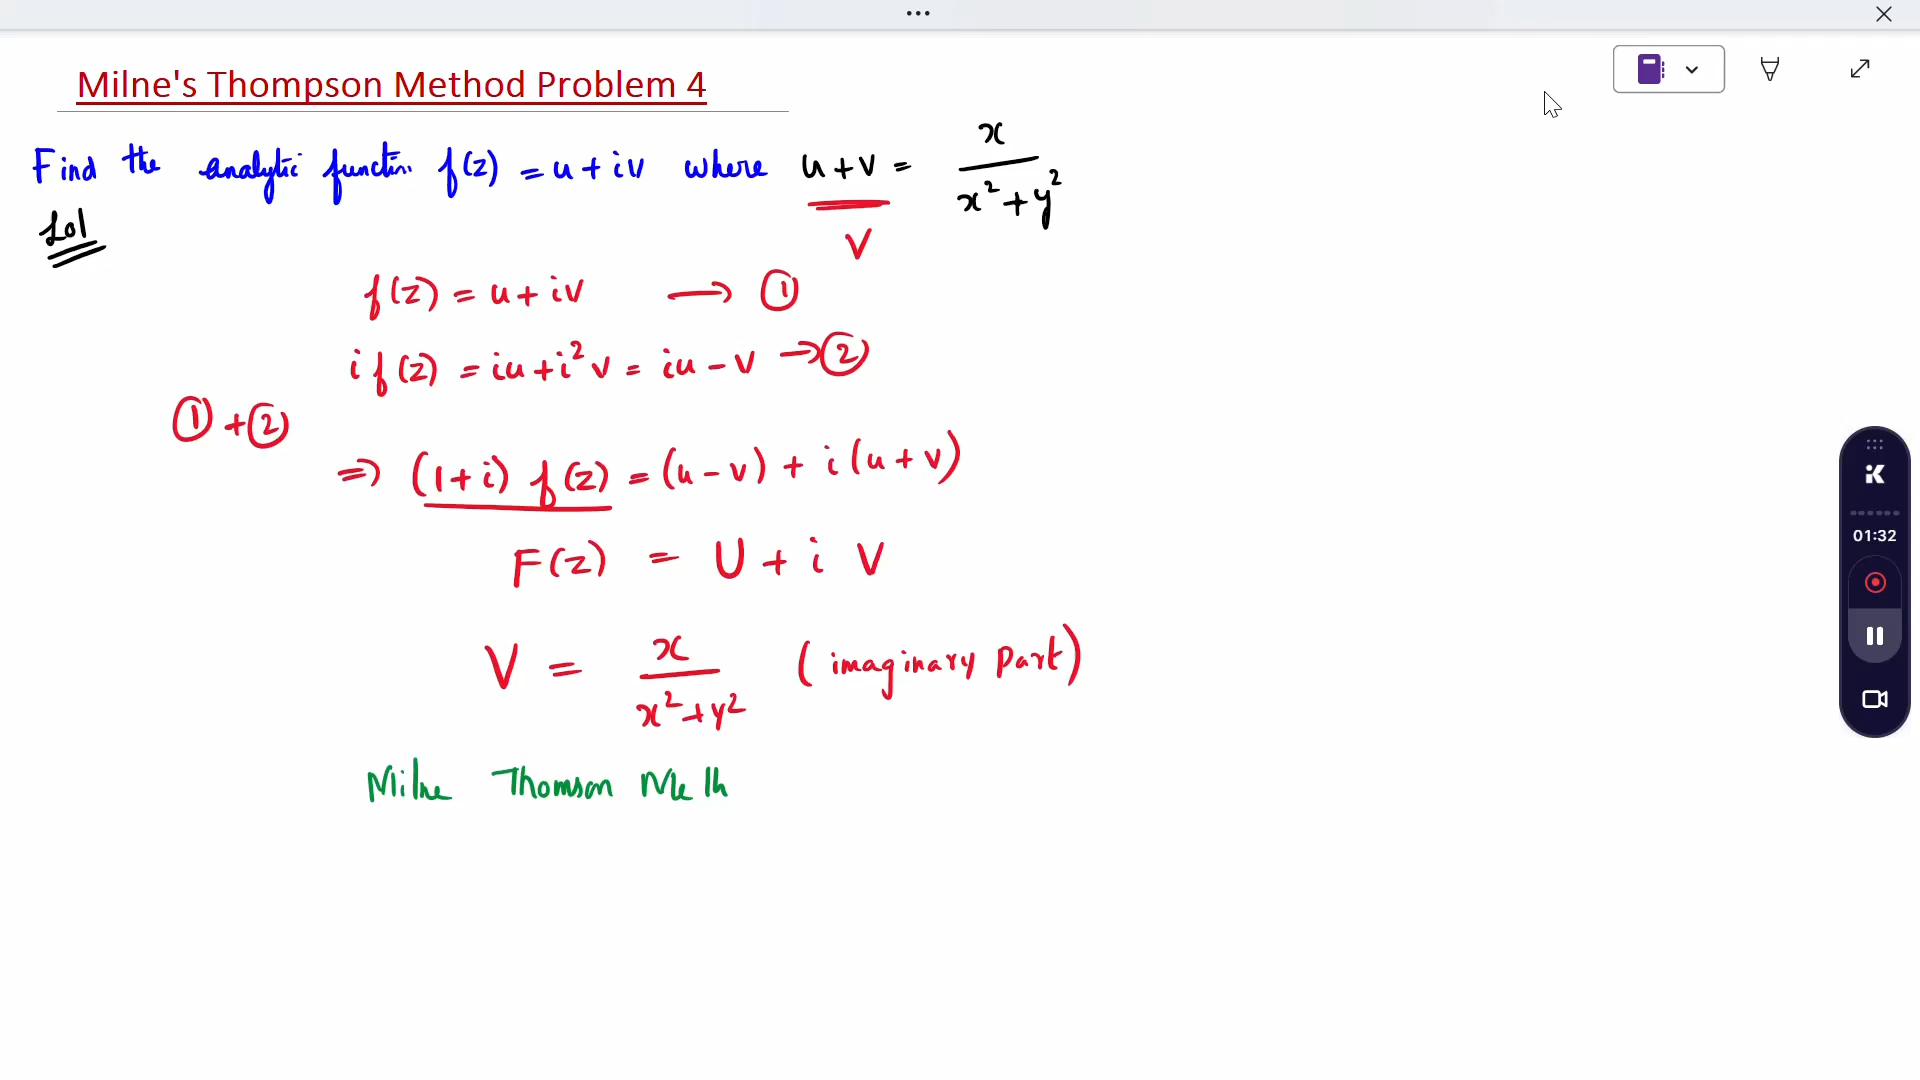 Milne's Thompson Method Problem 4
Find the analytic function f(z) = u + iv where u + v = x / (x² + y²)
Sol
V
f(z) = u + iv → ①
i f(z) = iu + i² v = iu - v → ②
① + ②
⇒ (1 + i) f(z) = (u - v) + i (u + v)
F(z) = U + i V
V = x / (x² + y²) (imaginary part)
Milne Thomson Meth
01:32